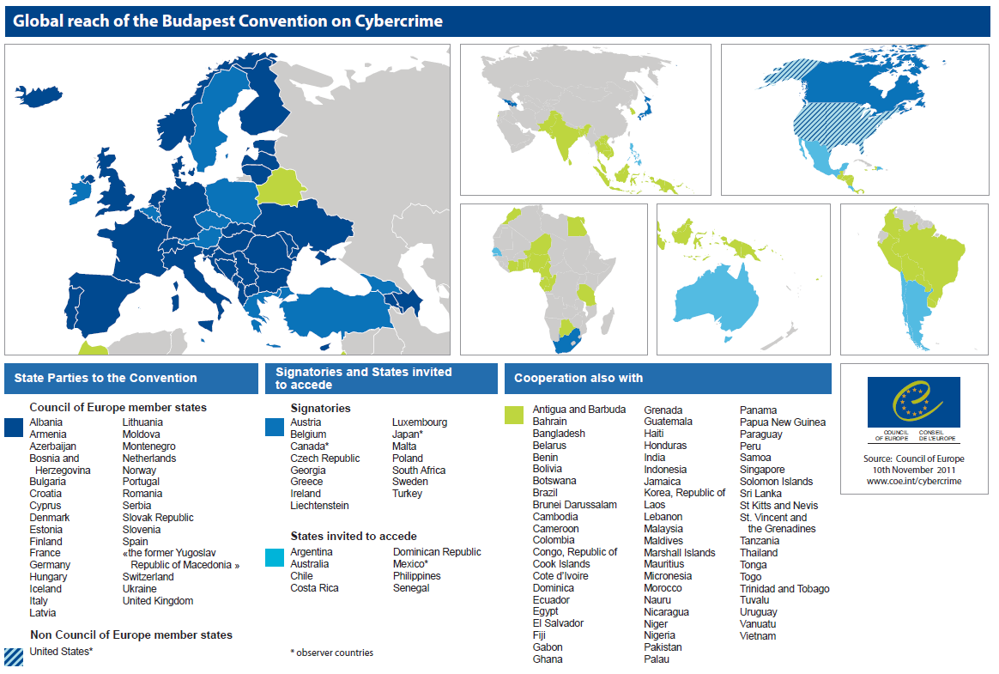 Global reach of the Budapest Convention on Cybercrime
State Parties to the Convention
Council of Europe member states
Albania
Armenia
Azerbaijan
Bosnia and
Herzegovina
Bulgaria
Croatia
Cyprus
Denmark
Estonia
Finland
France
Germany
Hungary
Iceland
Italy
Latvia
Lithuania
Moldova
Montenegro
Netherlands
Norway
Portugal
Romania
Serbia
Slovak Republic
Slovenia
Spain
«the former Yugoslav
Republic of Macedonia »
Switzerland
Ukraine
United Kingdom
Non Council of Europe member states
United States*
Signatories and States invited
to accede
Signatories
Austria
Belgium
Canada*
Czech Republic
Georgia
Greece
Ireland
Liechtenstein
Luxembourg
Japan*
Malta
Poland
South Africa
Sweden
Turkey
States invited to accede
Argentina
Australia
Chile
Costa Rica
Dominican Republic
Mexico*
Philippines
Senegal
* observer countries
Cooperation also with
Antigua and Barbuda
Bahrain
Bangladesh
Belarus
Benin
Bolivia
Botswana
Brazil
Brunei Darussalam
Cambodia
Cameroon
Colombia
Congo, Republic of
Cook Islands
Cote d'Ivoire
Dominica
Ecuador
Egypt
El Salvador
Fiji
Gabon
Ghana
Grenada
Guatemala
Haiti
Honduras
India
Indonesia
Jamaica
Korea, Republic of
Laos
Lebanon
Malaysia
Maldives
Marshall Islands
Mauritius
Micronesia
Morocco
Nauru
Nicaragua
Niger
Nigeria
Pakistan
Palau
Panama
Papua New Guinea
Paraguay
Peru
Samoa
Singapore
Solomon Islands
Sri Lanka
St Kitts and Nevis
St. Vincent and
the Grenadines
Tanzania
Thailand
Tonga
Togo
Trinidad and Tobago
Tuvalu
Uruguay
Vanuatu
Vietnam
COUNCIL CONSEIL
OF EUROPE DE L'EUROPE
Source: Council of Europe
10th November 2011
www.coe.int/cybercrime